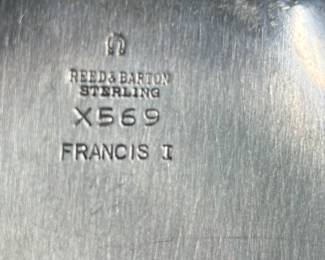 REED & BARTON
STERLING
X569
FRANCIS I